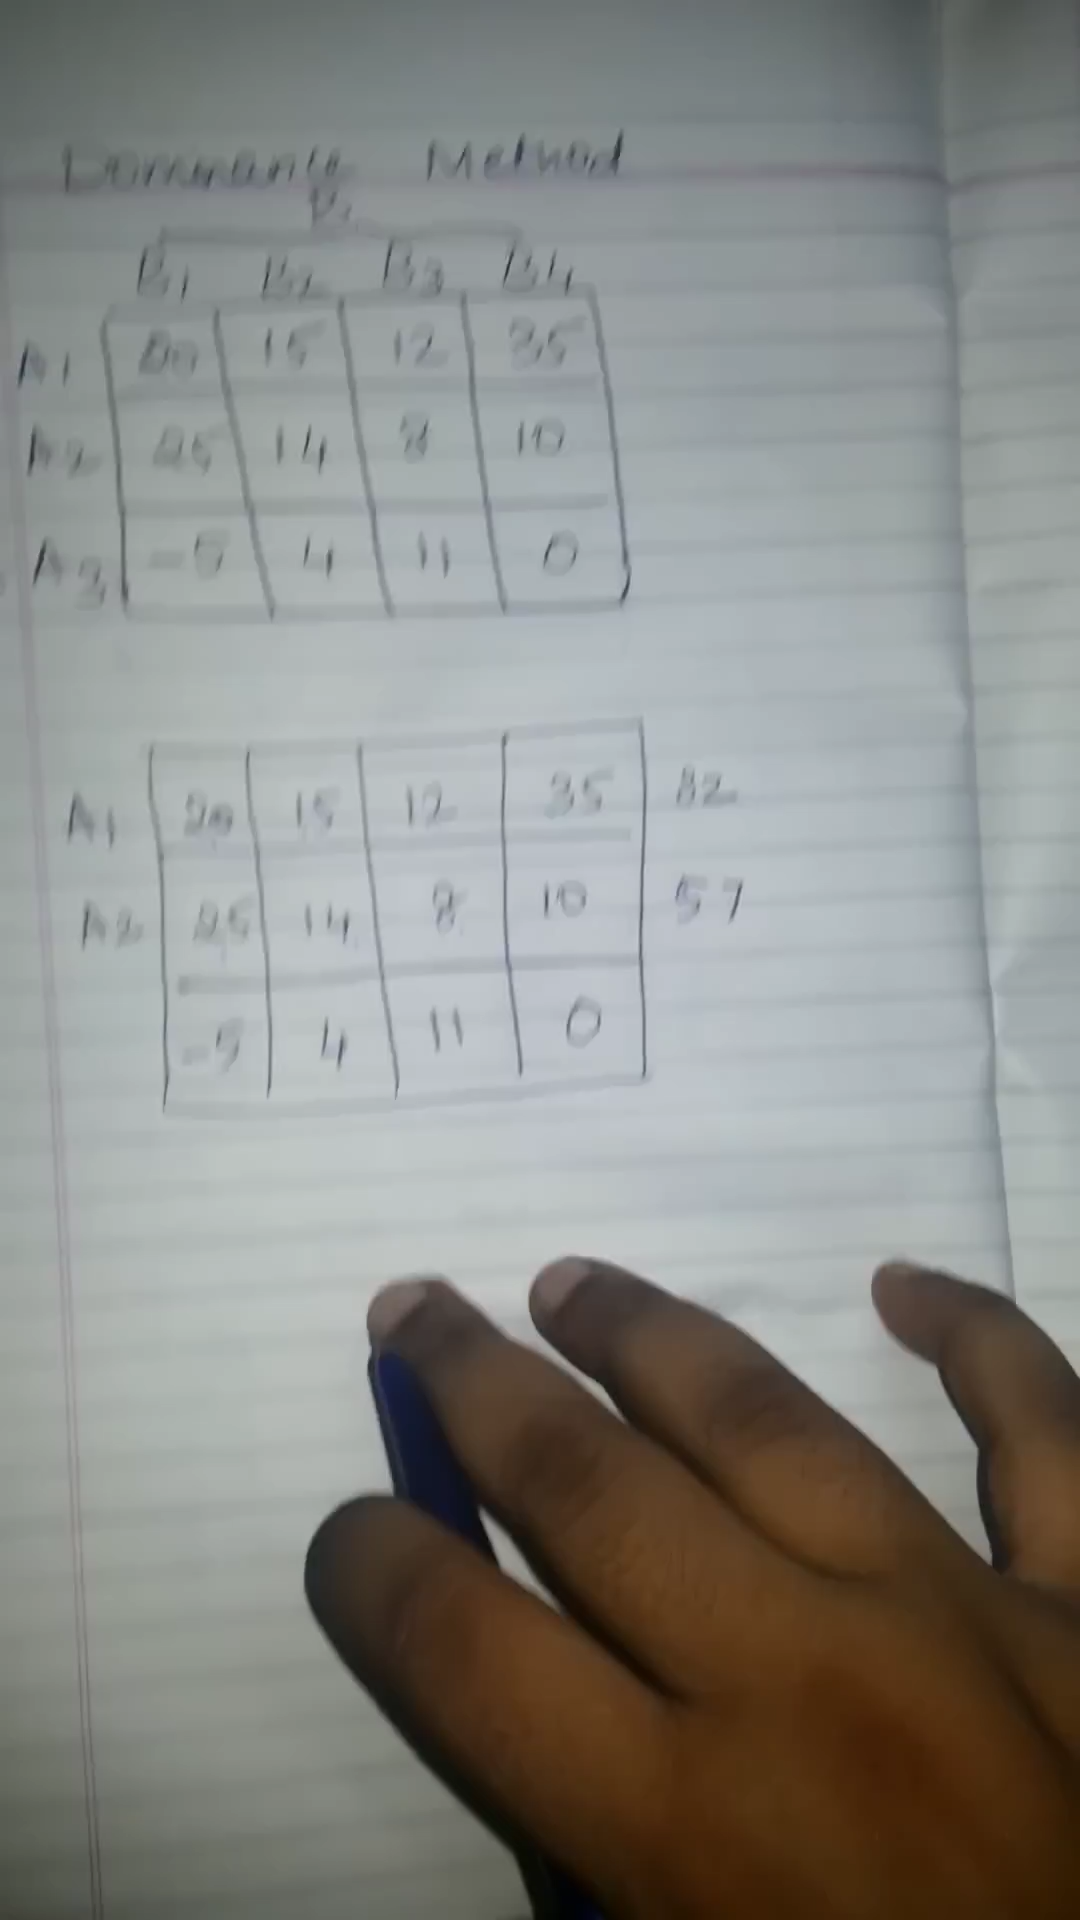 Dominance Method
B1 B2 B3 B4
A1 20 15 12 35
A2 25 14 8 10
A3 -5 4 11 0
A1 20 15 12 35 82
A2 25 14 8 10 57
-5 4 11 0